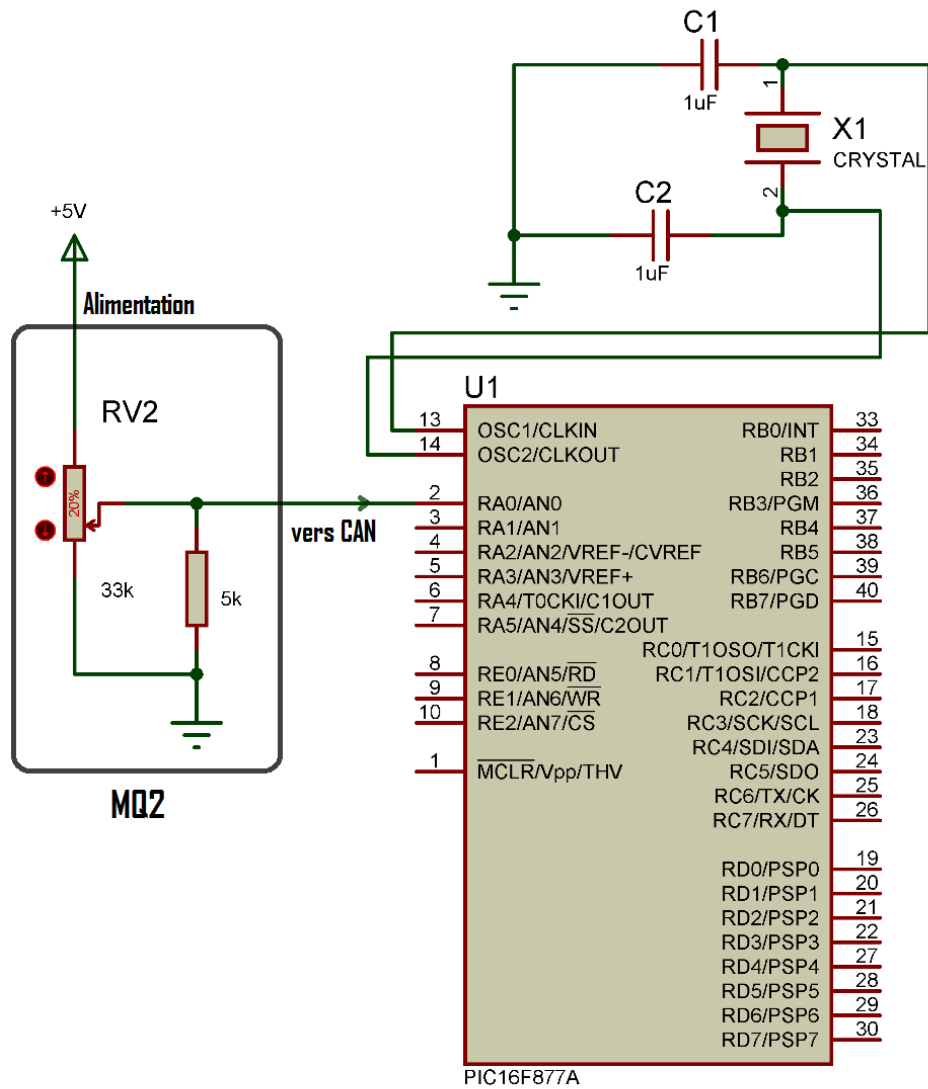 C1
1uF
1
X1
CRYSTAL
2
C2
1uF
+5V
Alimentation
RV2
20%
33k
5k
vers CAN
MQ2
U1
13 OSC1/CLKIN RB0/INT 33
14 OSC2/CLKOUT RB1 34
RB2 35
2 RA0/AN0 RB3/PGM 36
3 RA1/AN1 RB4 37
4 RA2/AN2/VREF-/CVREF RB5 38
5 RA3/AN3/VREF+ RB6/PGC 39
6 RA4/T0CKI/C1OUT RB7/PGD 40
7 RA5/AN4/SS/C2OUT
RC0/T1OSO/T1CKI 15
8 RE0/AN5/RD RC1/T1OSI/CCP2 16
9 RE1/AN6/WR RC2/CCP1 17
10 RE2/AN7/CS RC3/SCK/SCL 18
RC4/SDI/SDA 23
1 MCLR/Vpp/THV RC5/SDO 24
RC6/TX/CK 25
RC7/RX/DT 26
RD0/PSP0 19
RD1/PSP1 20
RD2/PSP2 21
RD3/PSP3 22
RD4/PSP4 27
RD5/PSP5 28
RD6/PSP6 29
RD7/PSP7 30
PIC16F877A